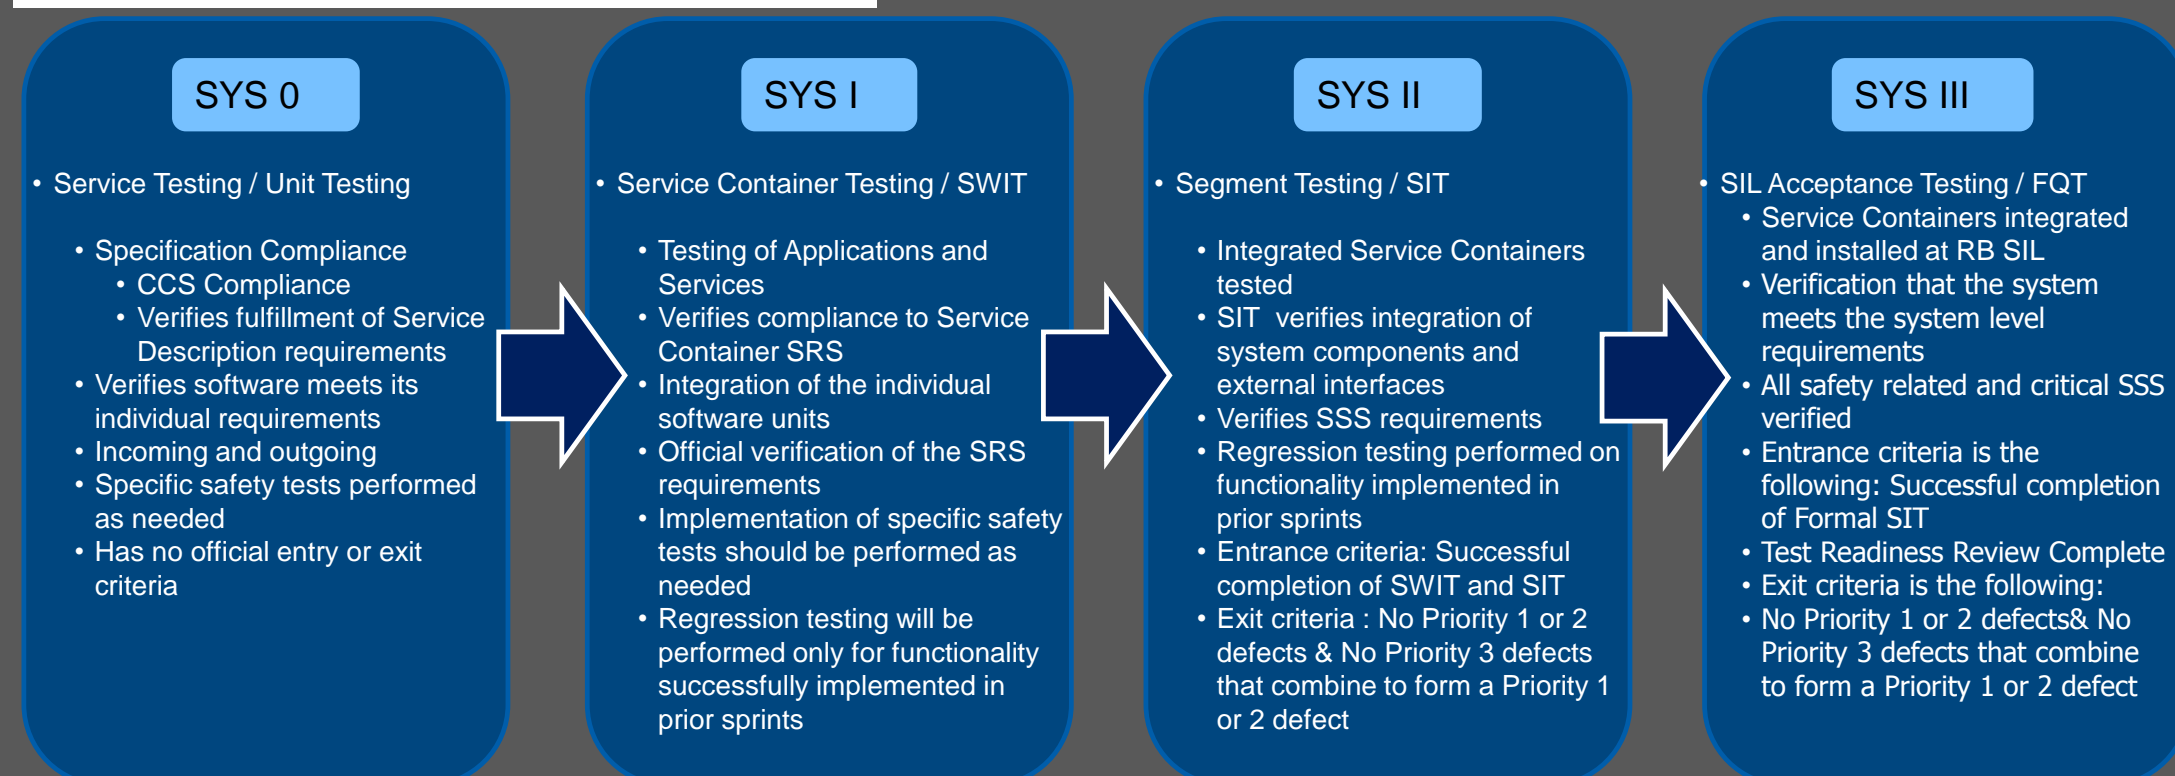 SYS 0
• Service Testing / Unit Testing
• Specification Compliance
• CCS Compliance
• Verifies fulfillment of Service
Description requirements
• Verifies software meets its
individual requirements
• Incoming and outgoing
• Specific safety tests performed
as needed
• Has no official entry or exit
criteria
SYS I
• Service Container Testing / SWIT
• Testing of Applications and
Services
• Verifies compliance to Service
Container SRS
• Integration of the individual
software units
• Official verification of the SRS
requirements
• Implementation of specific safety
tests should be performed as
needed
• Regression testing will be
performed only for functionality
successfully implemented in
prior sprints
SYS II
• Segment Testing / SIT
• Integrated Service Containers
tested
• SIT  verifies integration of
system components and
external interfaces
• Verifies SSS requirements
• Regression testing performed on
functionality implemented in
prior sprints
• Entrance criteria: Successful
completion of SWIT and SIT
• Exit criteria : No Priority 1 or 2
defects & No Priority 3 defects
that combine to form a Priority 1
or 2 defect
SYS III
• SIL Acceptance Testing / FQT
• Service Containers integrated
and installed at RB SIL
• Verification that the system
meets the system level
requirements
• All safety related and critical SSS
verified
• Entrance criteria is the
following: Successful completion
of Formal SIT
• Test Readiness Review Complete
• Exit criteria is the following:
• No Priority 1 or 2 defects& No
Priority 3 defects that combine
to form a Priority 1 or 2 defect